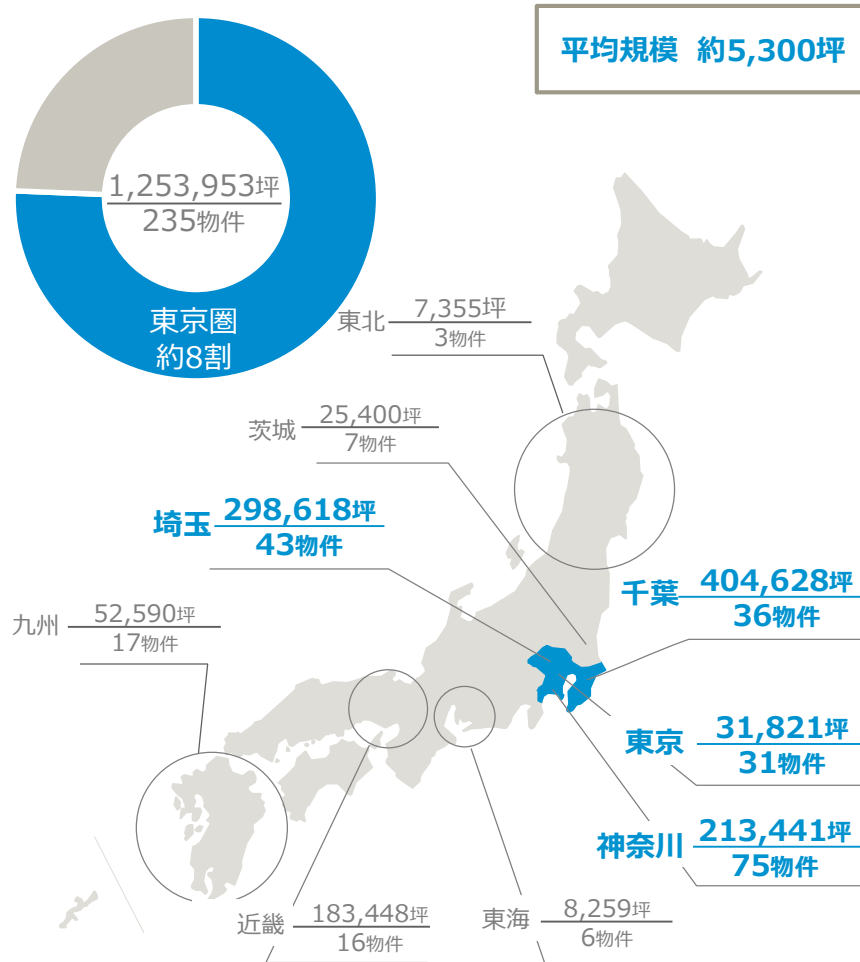 平均規模 約5,300坪
1,253,953坪
235物件
東京圏
約8割
東北
7,355坪
3物件
茨城
25,400坪
7物件
埼玉
298,618坪
43物件
千葉
404,628坪
36物件
九州
52,590坪
17物件
東京
31,821坪
31物件
神奈川
213,441坪
75物件
近畿
183,448坪
16物件
東海
8,259坪
6物件